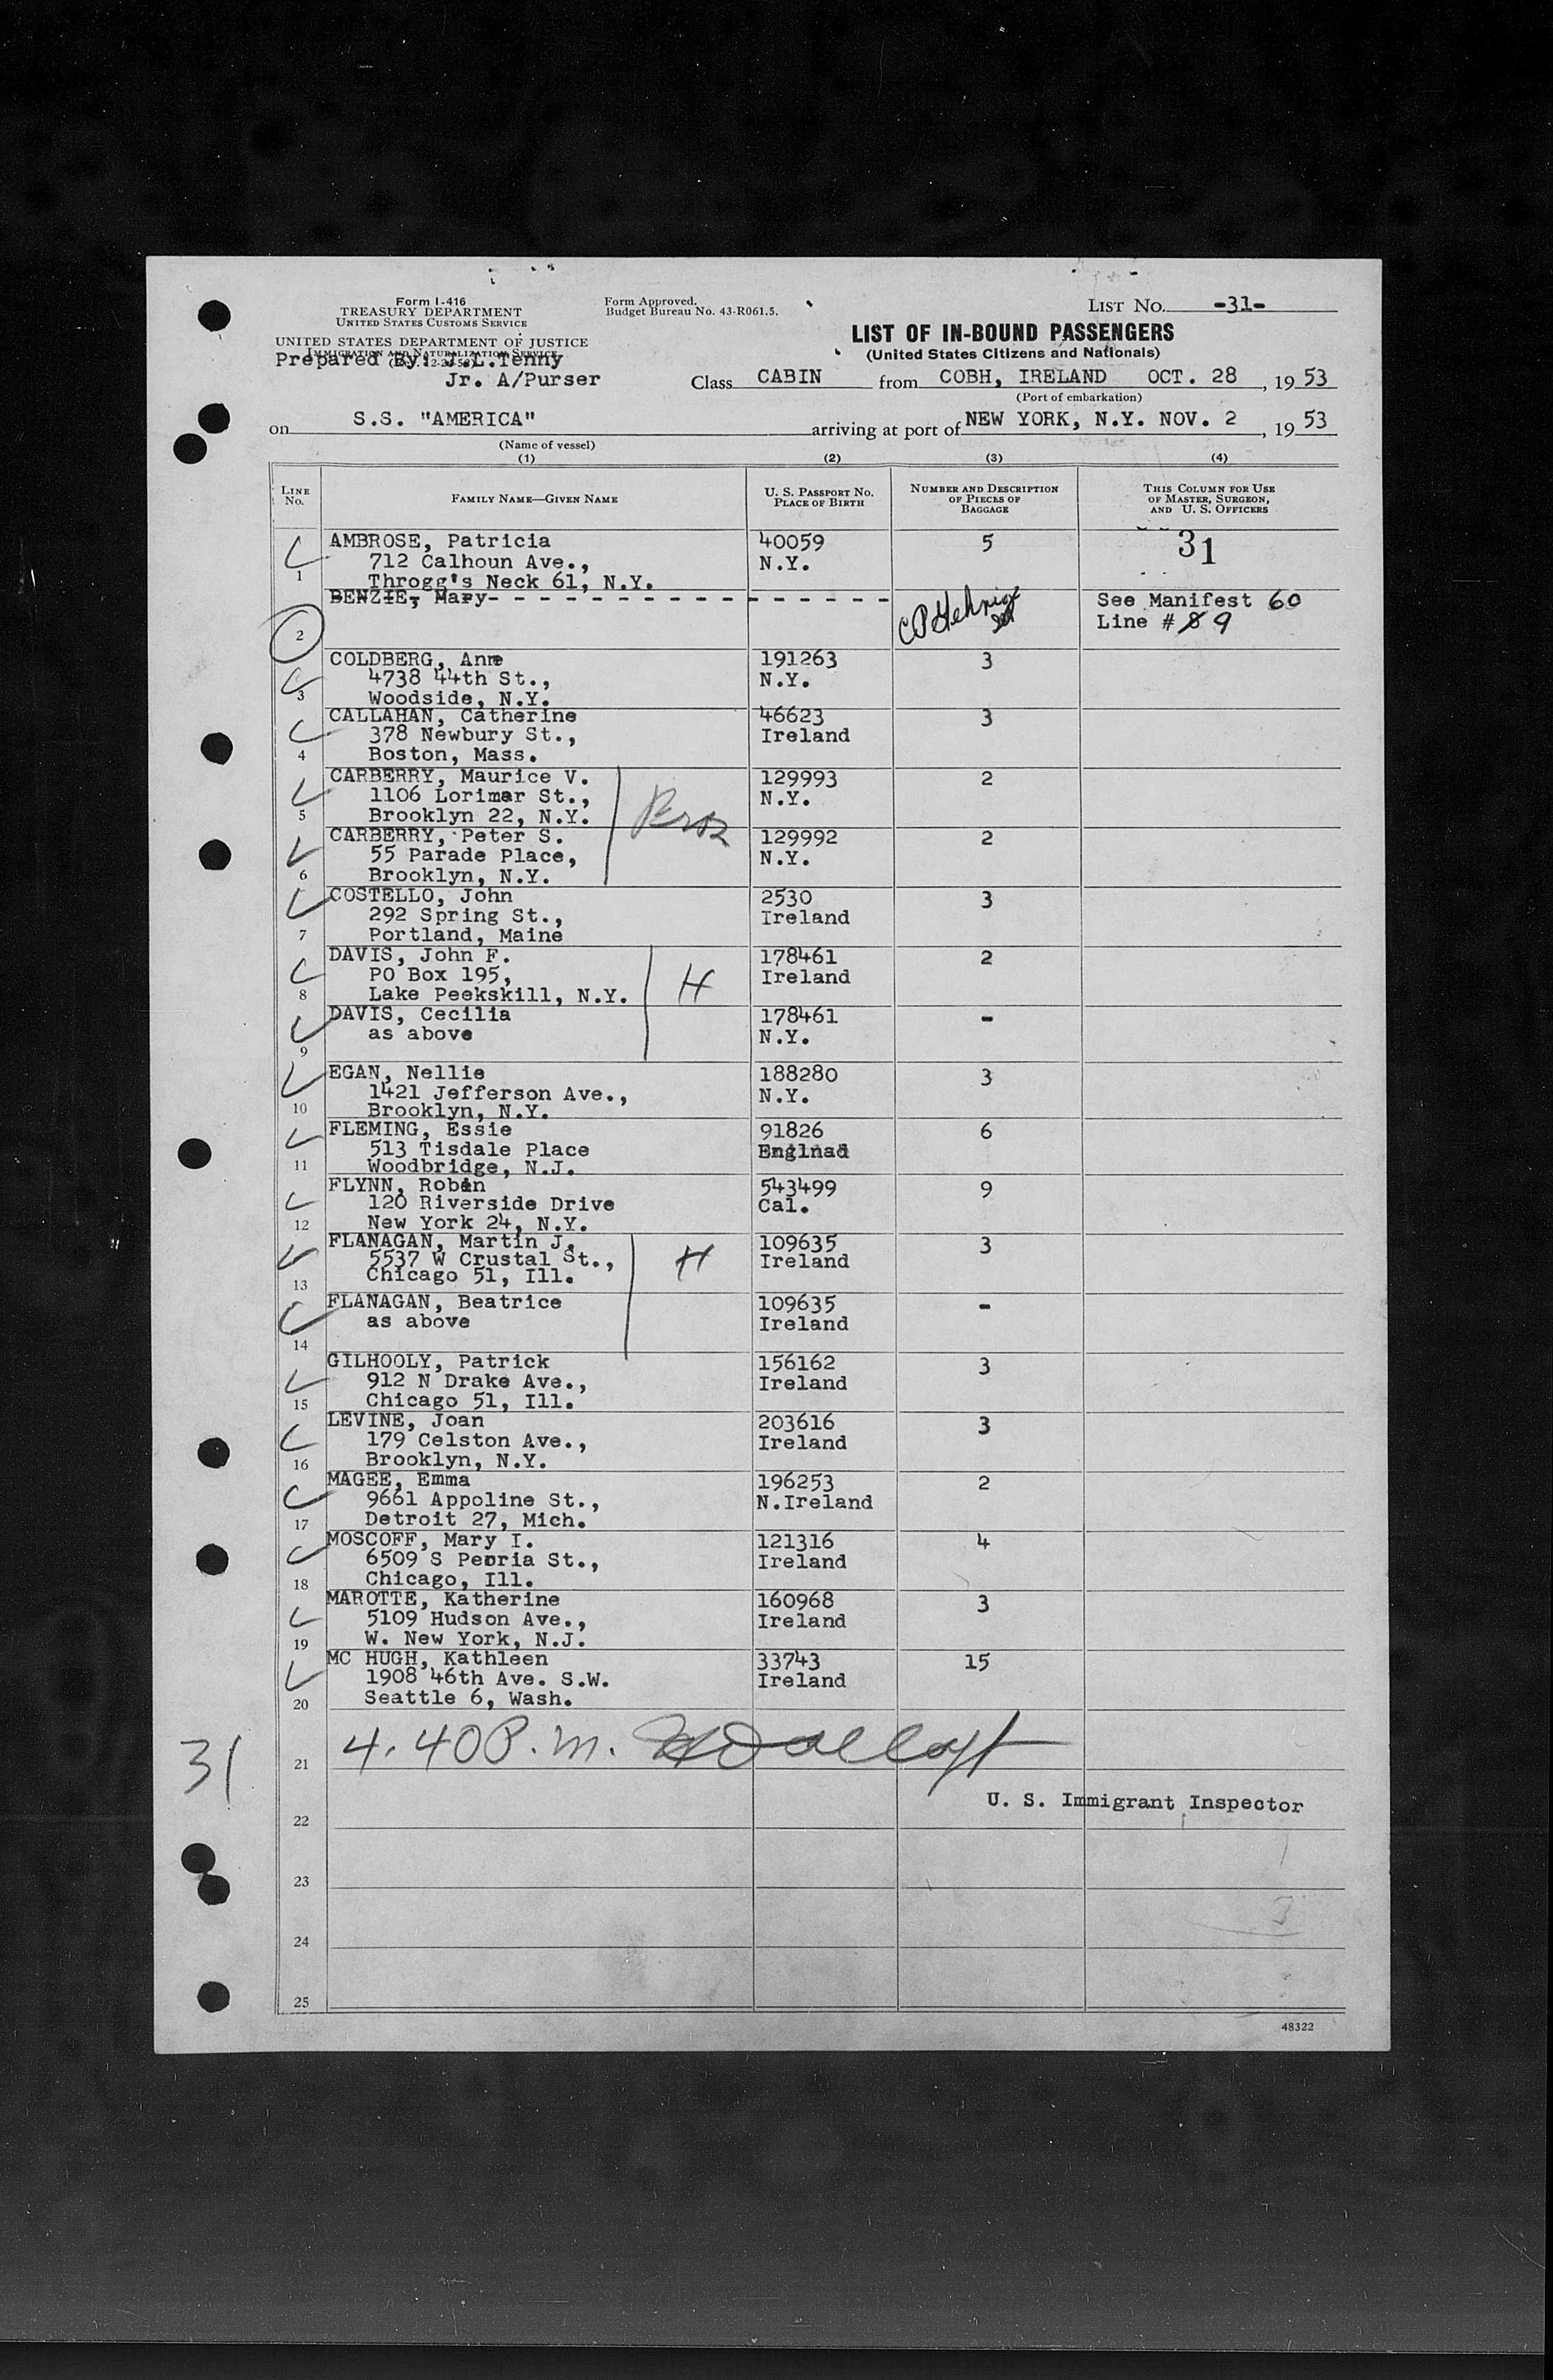 Form I-416
TREASURY DEPARTMENT
UNITED STATES CUSTOMS SERVICE
UNITED STATES DEPARTMENT OF JUSTICE
IMMIGRATION AND NATURALIZATION SERVICE
Prepared By: J.L.Tenny
Jr. A/Purser
Form Approved.
Budget Bureau No. 43-R061.5.
LIST No. -31-
LIST OF IN-BOUND PASSENGERS
(United States Citizens and Nationals)
Class CABIN from COBH, IRELAND OCT. 28, 1953
(Port of embarkation)
on S.S. "AMERICA" arriving at port of NEW YORK, N.Y. NOV. 2, 1953
(Name of vessel)
(1) (2) (3) (4)
LINE No. FAMILY NAME—GIVEN NAME U. S. PASSPORT NO. PLACE OF BIRTH NUMBER AND DESCRIPTION OF PIECES OF BAGGAGE THIS COLUMN FOR USE OF MASTER, SURGEON, AND U. S. OFFICERS
AMBROSE, Patricia 40059 5 31
712 Calhoun Ave., N.Y.
1 Throgg's Neck 61, N.Y.
BENZIE, Mary- - - - - - - - - - - - - - - - - See Manifest 60
Line # 8 9
2
COLDBERG, Anne 191263 3
4738 44th St., N.Y.
3 Woodside, N.Y.
CALLAHAN, Catherine 46623 3
378 Newbury St., Ireland
4 Boston, Mass.
CARBERRY, Maurice V. 129993 2
1106 Lorimer St., N.Y.
5 Brooklyn 22, N.Y.
Bros
CARBERRY, Peter S. 129992 2
55 Parade Place, N.Y.
6 Brooklyn, N.Y.
COSTELLO, John 2530 3
292 Spring St., Ireland
7 Portland, Maine
DAVIS, John F. 178461 2
PO Box 195, Ireland
8 Lake Peekskill, N.Y. H
DAVIS, Cecilia 178461 -
as above N.Y.
9
EGAN, Nellie 188280 3
1421 Jefferson Ave., N.Y.
10 Brooklyn, N.Y.
FLEMING, Essie 91826 6
513 Tisdale Place Englnad
11 Woodbridge, N.J.
FLYNN, Robin 543499 9
120 Riverside Drive Cal.
12 New York 24, N.Y.
FLANAGAN, Martin J. 109635 3
5537 W Crustal St., H Ireland
13 Chicago 51, Ill.
FLANAGAN, Beatrice 109635 -
as above Ireland
14
GILHOOLY, Patrick 156162 3
912 N Drake Ave., Ireland
15 Chicago 51, Ill.
LEVINE, Joan 203616 3
179 Celston Ave., Ireland
16 Brooklyn, N.Y.
MAGEE, Emma 196253 2
9661 Appoline St., N.Ireland
17 Detroit 27, Mich.
MOSCOFF, Mary I. 121316 4
6509 S Peoria St., Ireland
18 Chicago, Ill.
MAROTTE, Katherine 160968 3
5109 Hudson Ave., Ireland
19 W. New York, N.J.
MC HUGH, Kathleen 33743 15
1908 46th Ave. S.W. Ireland
20 Seattle 6, Wash.
31 21 4.40 P.m.
U. S. Immigrant Inspector
22
23
24
25
48322